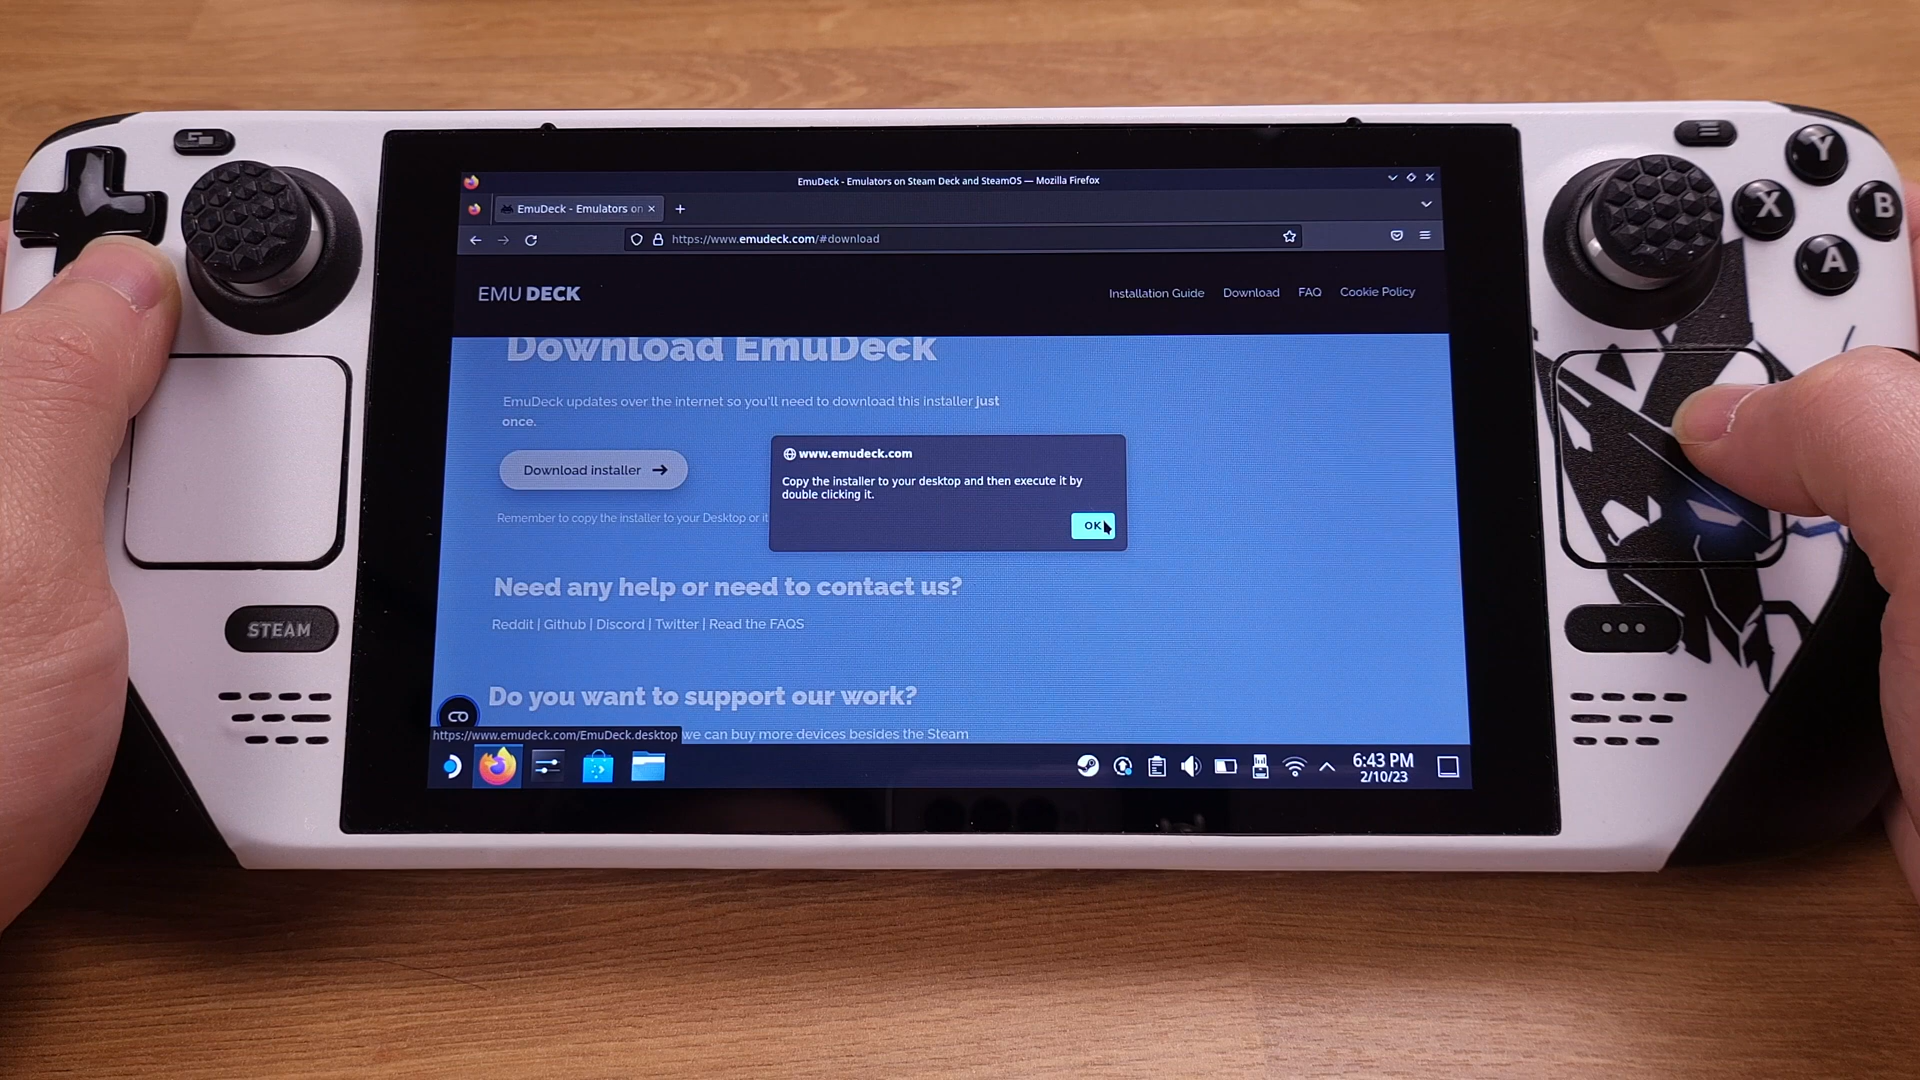 EmuDeck - Emulators on Steam Deck and SteamOS — Mozilla Firefox
EmuDeck - Emulators on
https://www.emudeck.com/#download
EMU DECK
Installation Guide
Download
FAQ
Cookie Policy
Download EmuDeck
EmuDeck updates over the internet so you'll need to download this installer just
once.
Download installer
Remember to copy the installer to your Desktop or it
www.emudeck.com
Copy the installer to your desktop and then execute it by
double clicking it.
OK
Need any help or need to contact us?
Reddit | Github | Discord | Twitter | Read the FAQS
Do you want to support our work?
https://www.emudeck.com/EmuDeck.desktop
we can buy more devices besides the Steam
6:43 PM
2/10/23
STEAM
Y
X
B
A